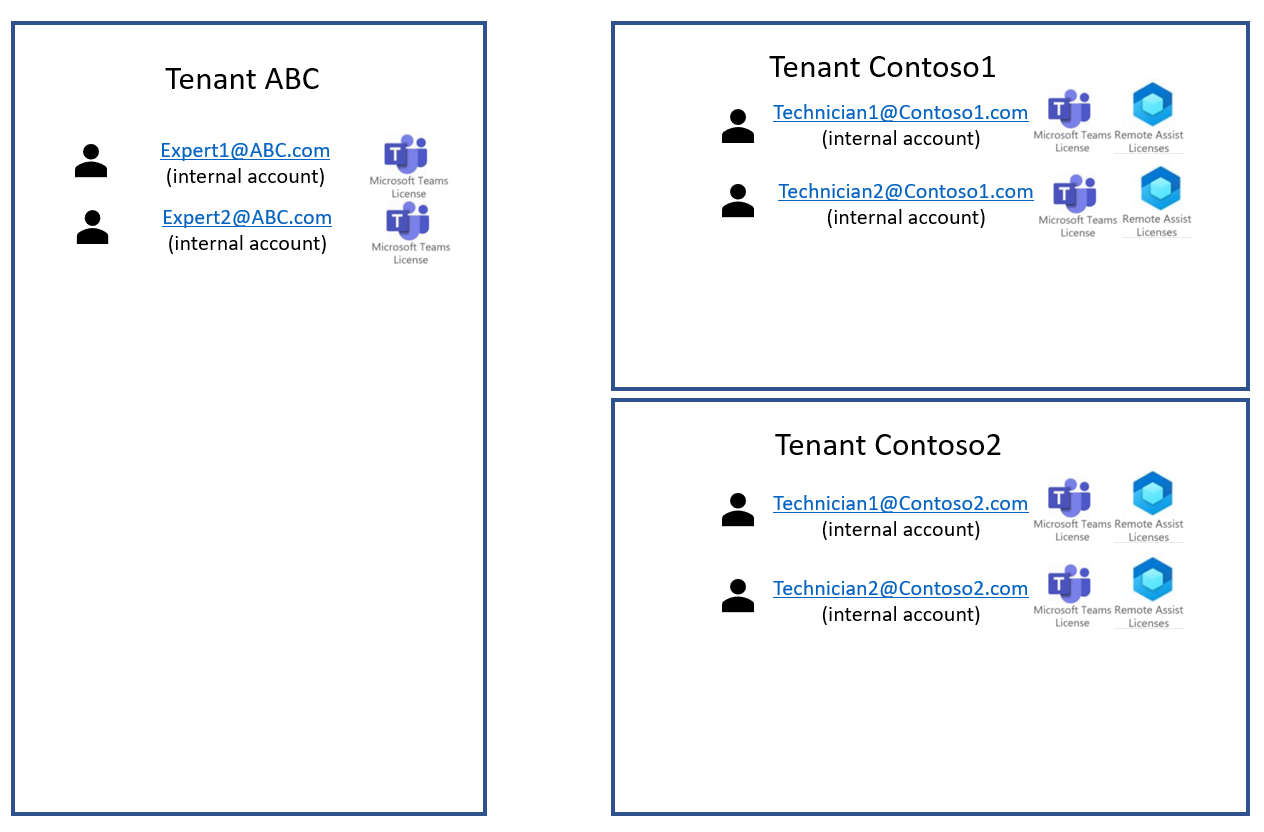 Tenant ABC
Expert1@ABC.com
(internal account)
T
Microsoft Teams
License
Expert2@ABC.com
(internal account)
T
Microsoft Teams
License
Tenant Contoso1
Technician1@Contoso1.com
(internal account)
T
Microsoft Teams
License
Remote Assist
Licenses
Technician2@Contoso1.com
(internal account)
T
Microsoft Teams
License
Remote Assist
Licenses
Tenant Contoso2
Technician1@Contoso2.com
(internal account)
T
Microsoft Teams
License
Remote Assist
Licenses
Technician2@Contoso2.com
(internal account)
T
Microsoft Teams
License
Remote Assist
Licenses